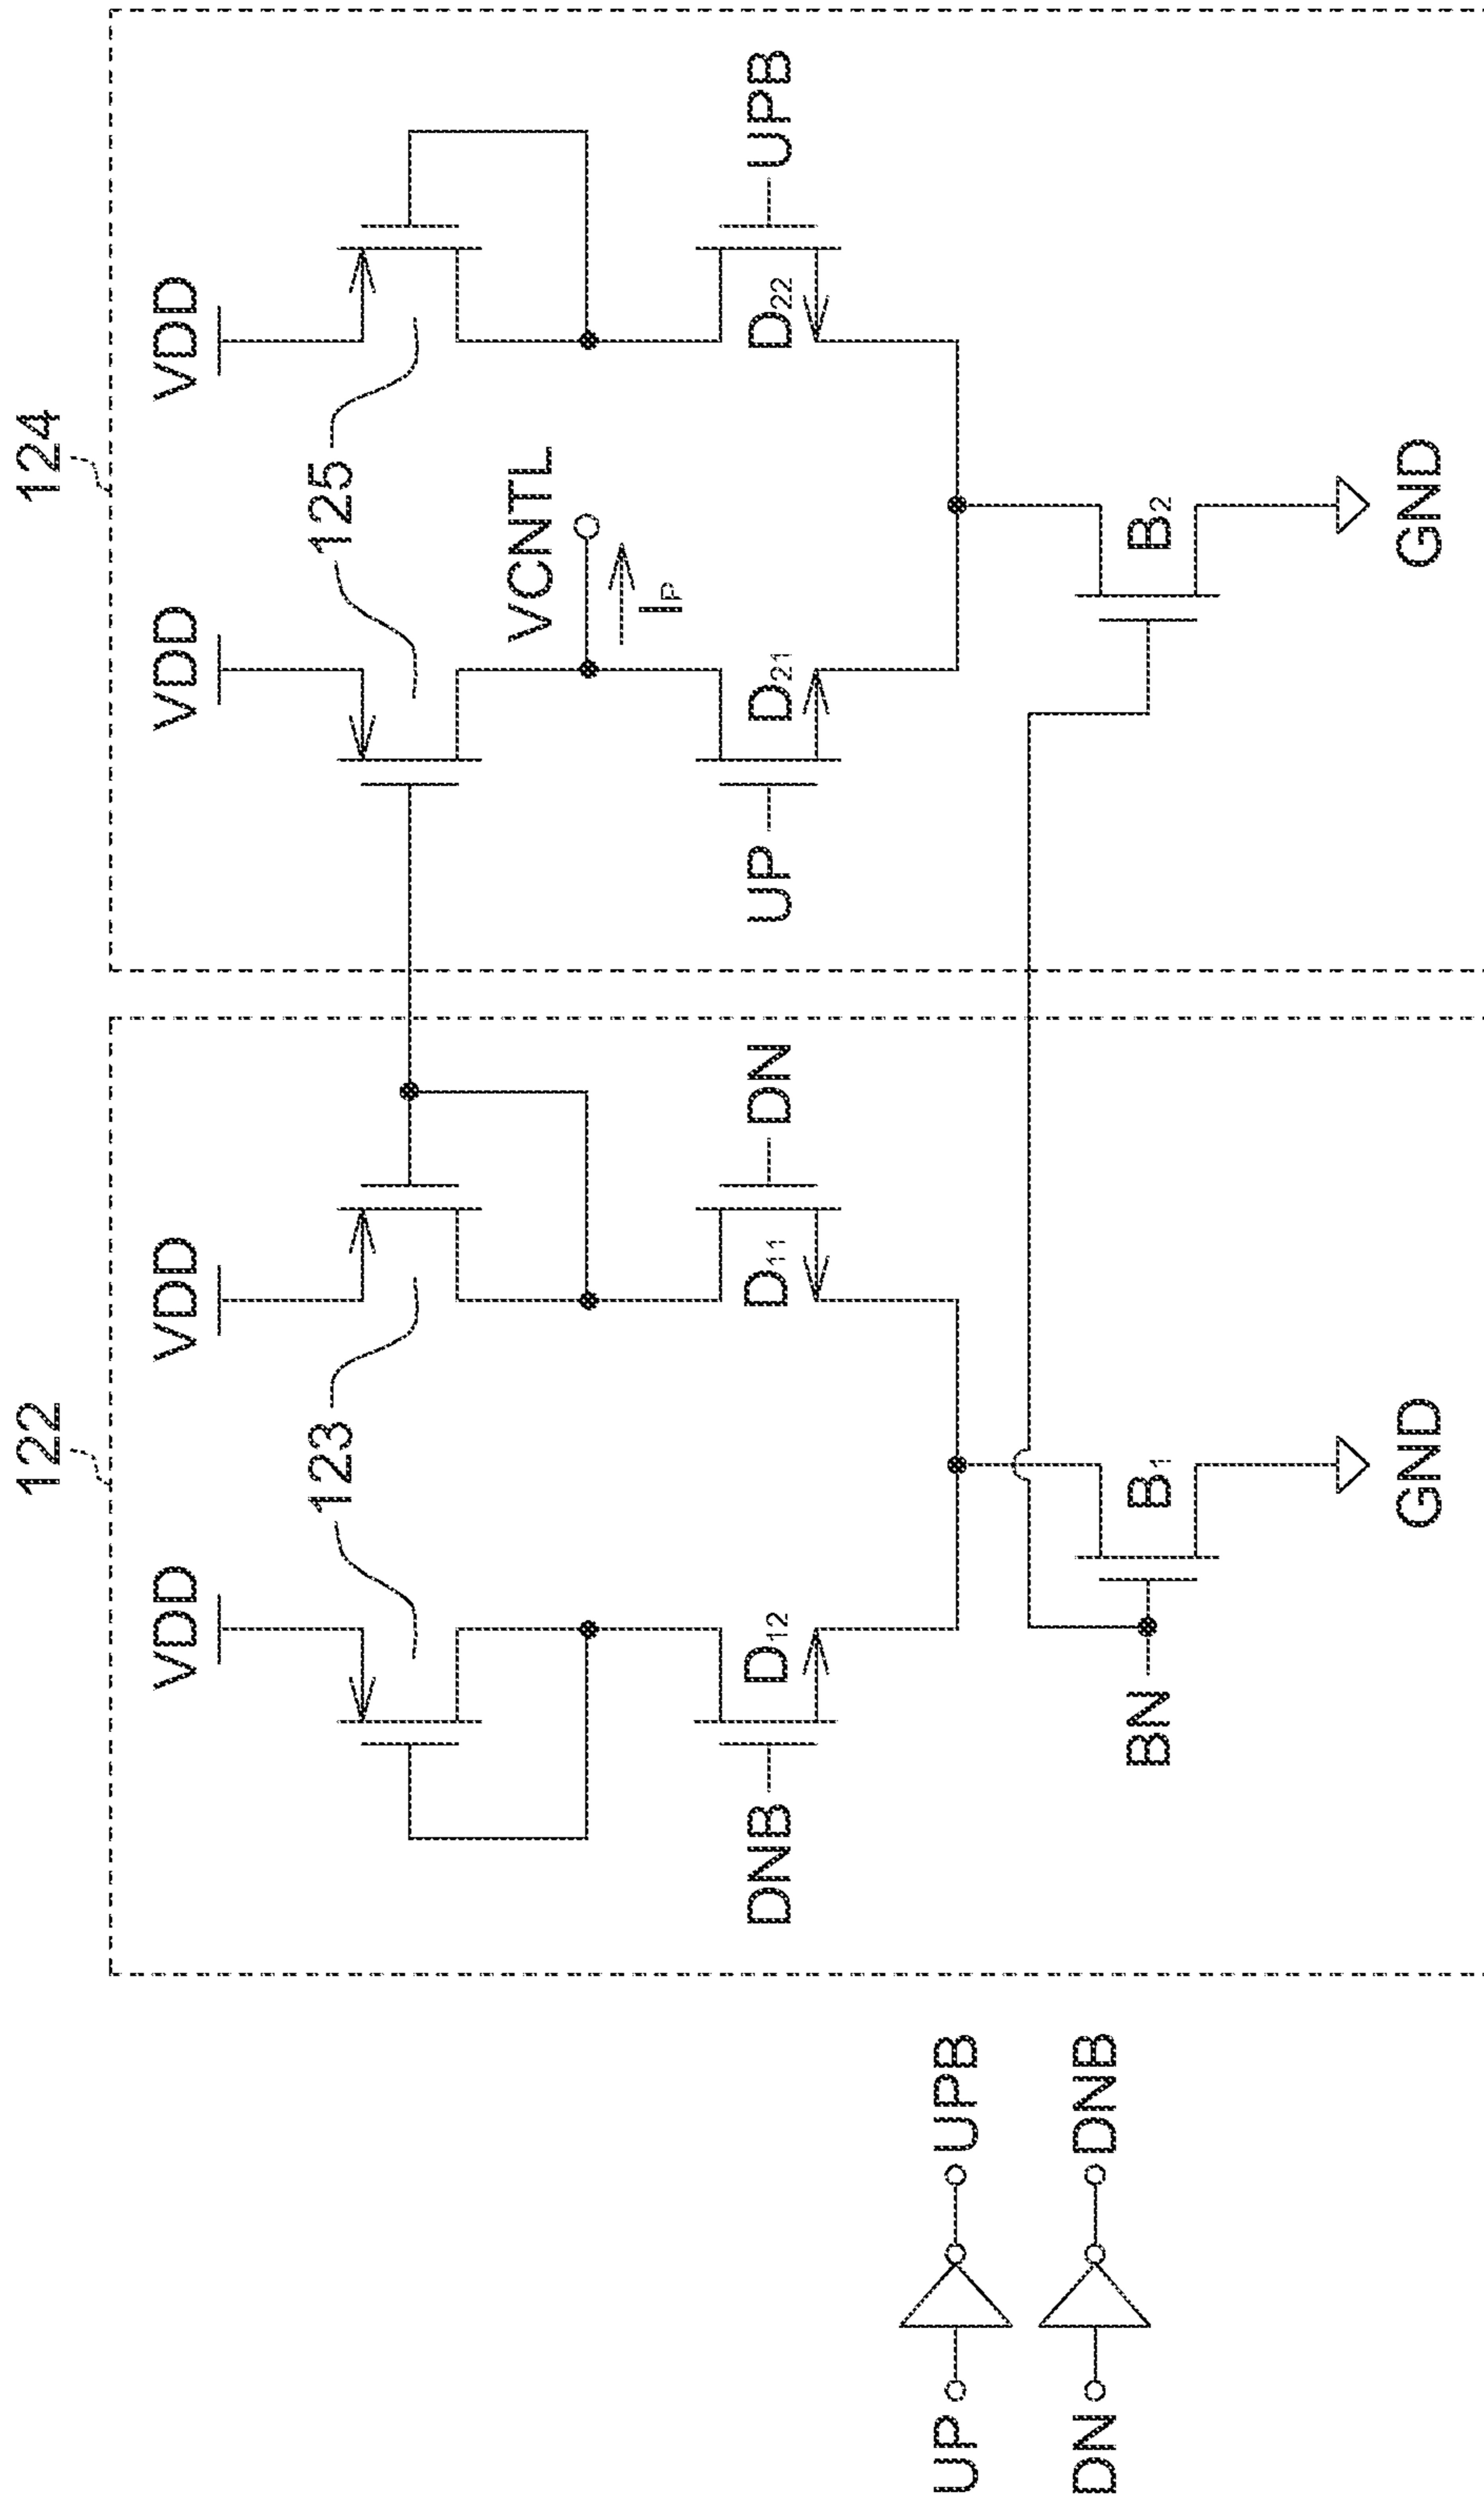 122
124
VDD
VDD
VDD
VDD
123
125
VCNTL
I_P
DNB
D₁₂
D₁₁
DN
UP
D₂₁
D₂₂
UPB
UP
UPB
DN
DNB
BN
B₁
B₂
GND
GND